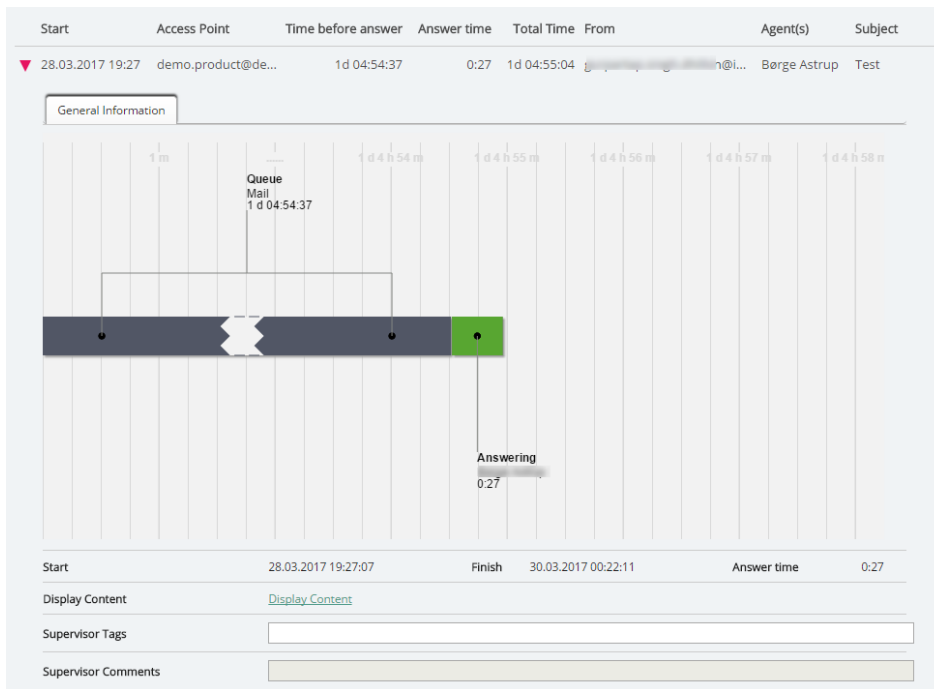 Start Access Point Time before answer Answer time Total Time From Agent(s) Subject
28.03.2017 19:27 demo.product@de... 1d 04:54:37 0:27 1d 04:55:04 Børge Astrup Test
General Information
1 m ...... 1 d 4 h 54 m 1 d 4 h 55 m 1 d 4 h 56 m 1 d 4 h 57 m 1 d 4 h 58 m
Queue
Mail
1 d 04:54:37
Answering
0:27
Start 28.03.2017 19:27:07 Finish 30.03.2017 00:22:11 Answer time 0:27
Display Content Display Content
Supervisor Tags
Supervisor Comments